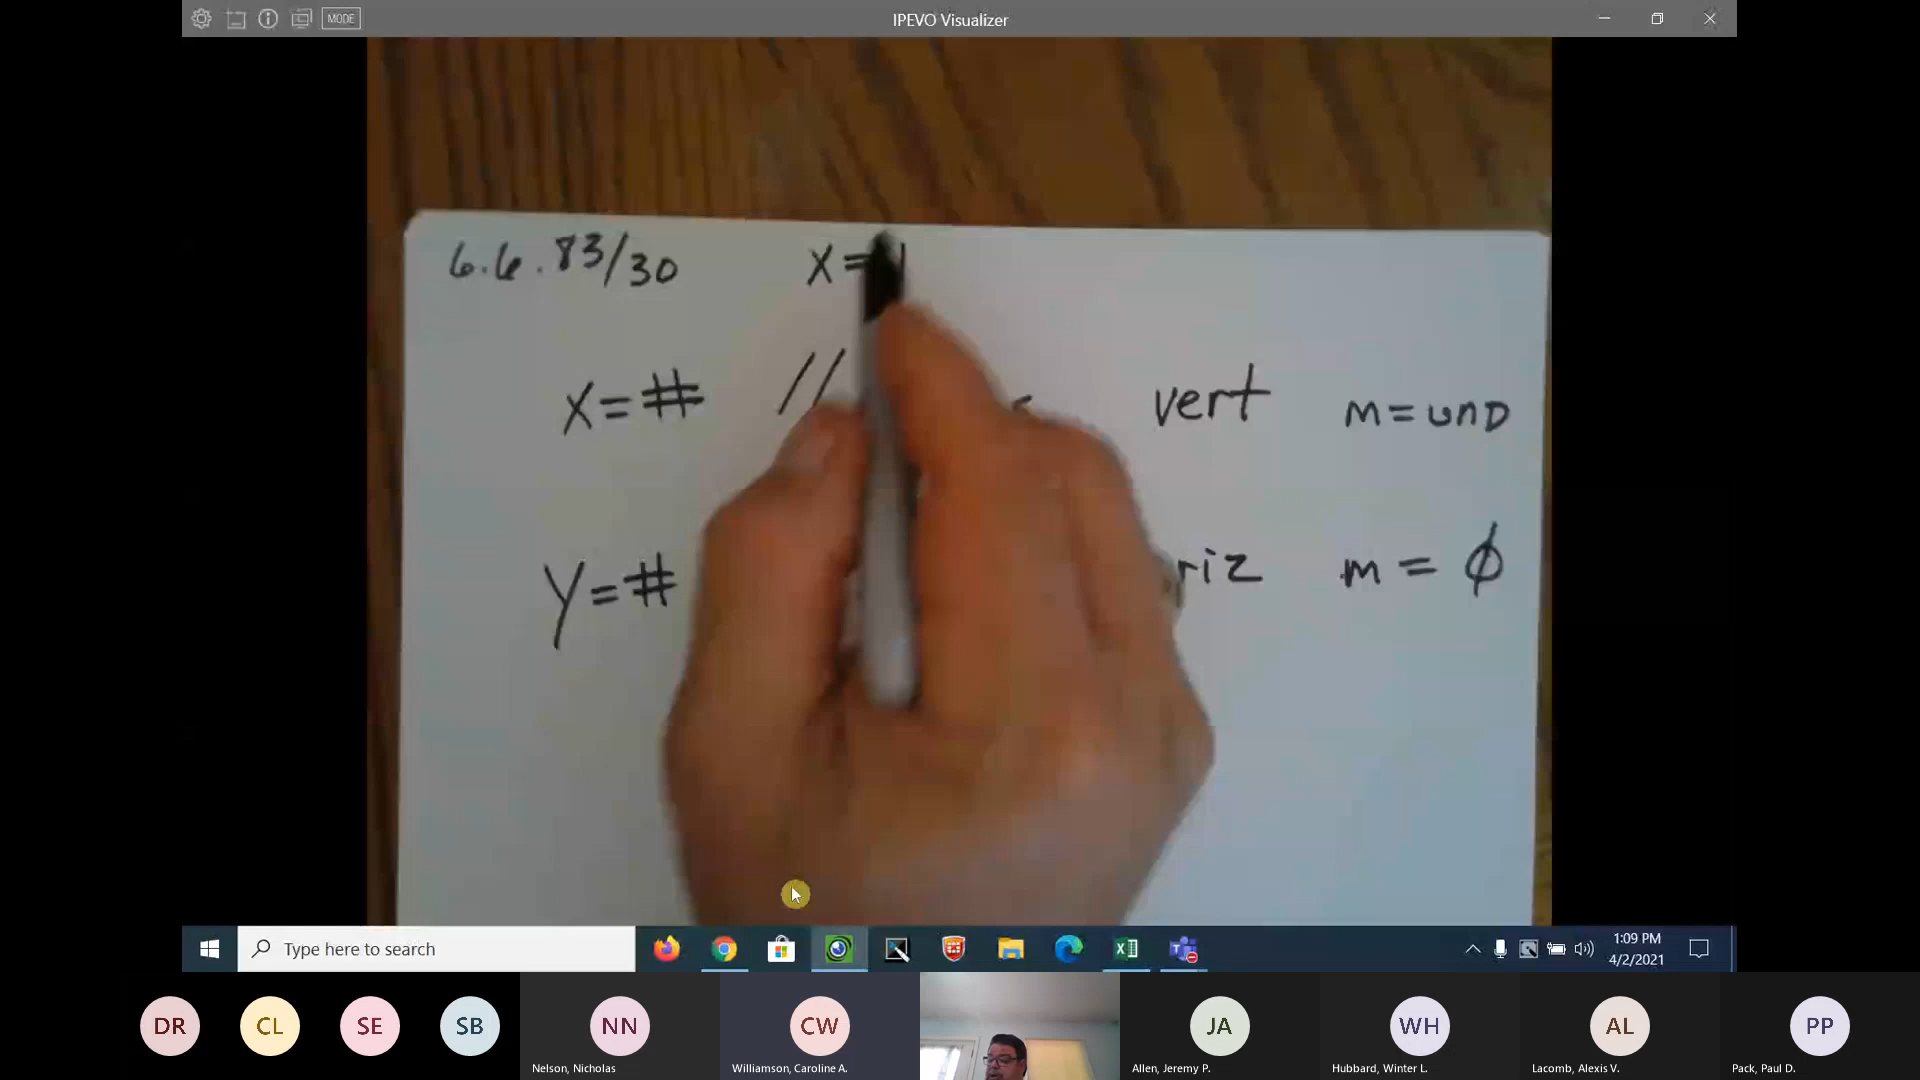 MODE
IPEVO Visualizer
6.6.83/30
X=
X=# // vert m=unD
Y=# riz m = φ
Type here to search
1:09 PM
4/2/2021
DR CL SE SB NN CW JA WH AL PP
Nelson, Nicholas Williamson, Caroline A. Allen, Jeremy P. Hubbard, Winter L. Lacomb, Alexis V. Pack, Paul D.